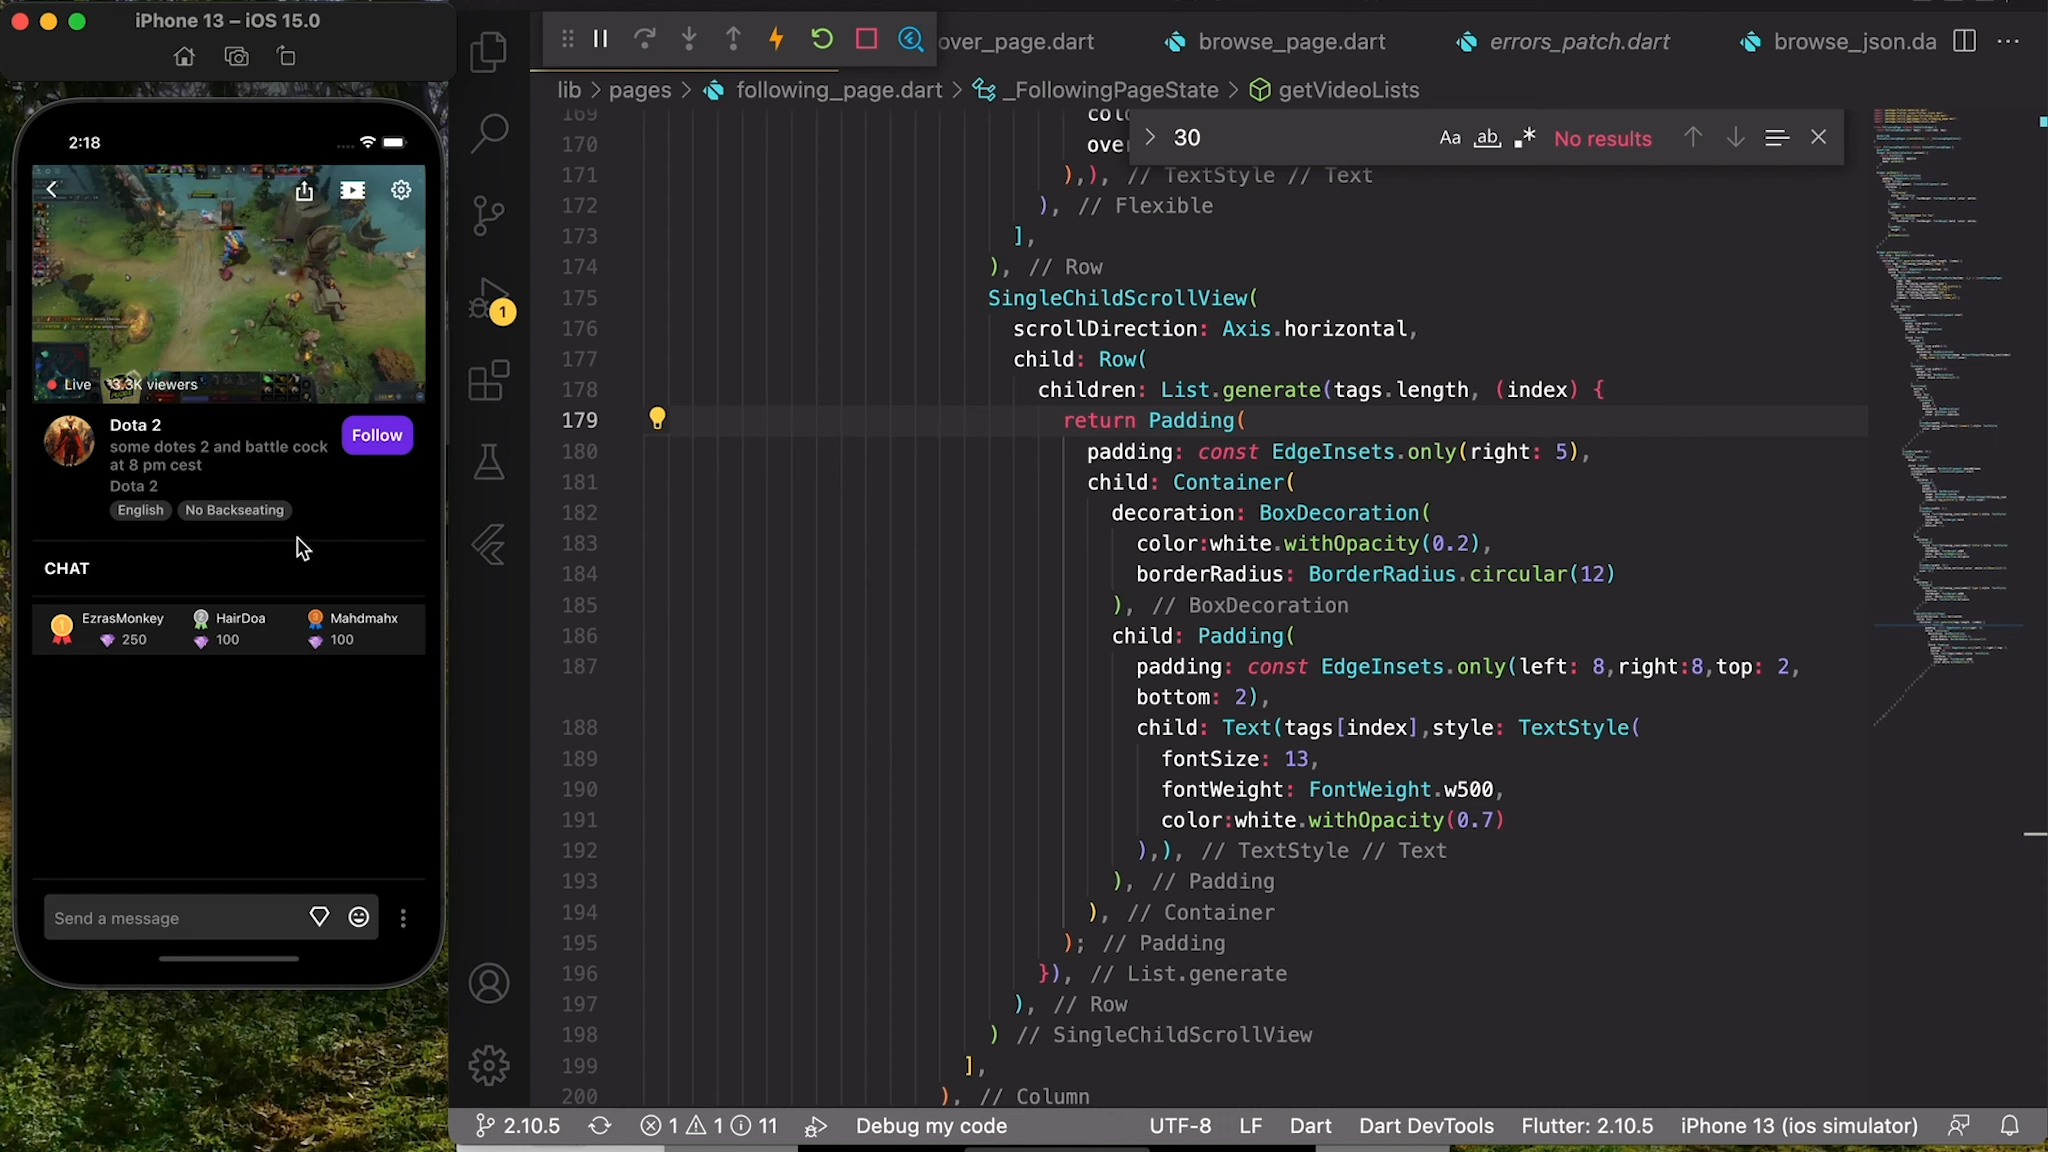 iPhone 13 – iOS 15.0
2:18
Live 3.3K viewers
Dota 2
some dotes 2 and battle cock
at 8 pm cest
Dota 2
English No Backseating
Follow
CHAT
EzrasMonkey HairDoa Mahdmahx
250 100 100
Send a message
over_page.dart browse_page.dart errors_patch.dart browse_json.da
lib > pages > following_page.dart > _FollowingPageState > getVideoLists
30 Aa ab No results
1
169 colo
170 over
171 ),), // TextStyle // Text
172 ), // Flexible
173 ],
174 ), // Row
175 SingleChildScrollView(
176 scrollDirection: Axis.horizontal,
177 child: Row(
178 children: List.generate(tags.length, (index) {
179 return Padding(
180 padding: const EdgeInsets.only(right: 5),
181 child: Container(
182 decoration: BoxDecoration(
183 color:white.withOpacity(0.2),
184 borderRadius: BorderRadius.circular(12)
185 ), // BoxDecoration
186 child: Padding(
187 padding: const EdgeInsets.only(left: 8,right:8,top: 2,
bottom: 2),
188 child: Text(tags[index],style: TextStyle(
189 fontSize: 13,
190 fontWeight: FontWeight.w500,
191 color:white.withOpacity(0.7)
192 ),), // TextStyle // Text
193 ), // Padding
194 ), // Container
195 ); // Padding
196 }), // List.generate
197 ), // Row
198 ) // SingleChildScrollView
199 ],
200 ), // Column
2.10.5 1 1 11 Debug my code UTF-8 LF Dart Dart DevTools Flutter: 2.10.5 iPhone 13 (ios simulator)